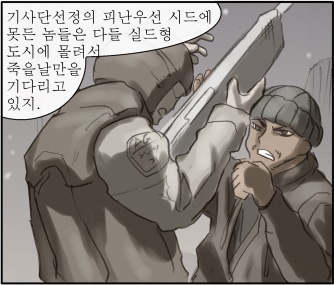 기사단선정의 피난우선 시드에
못든 놈들은 다들 실드형
도시에 몰려서
죽을날만을
기다리고
있지.